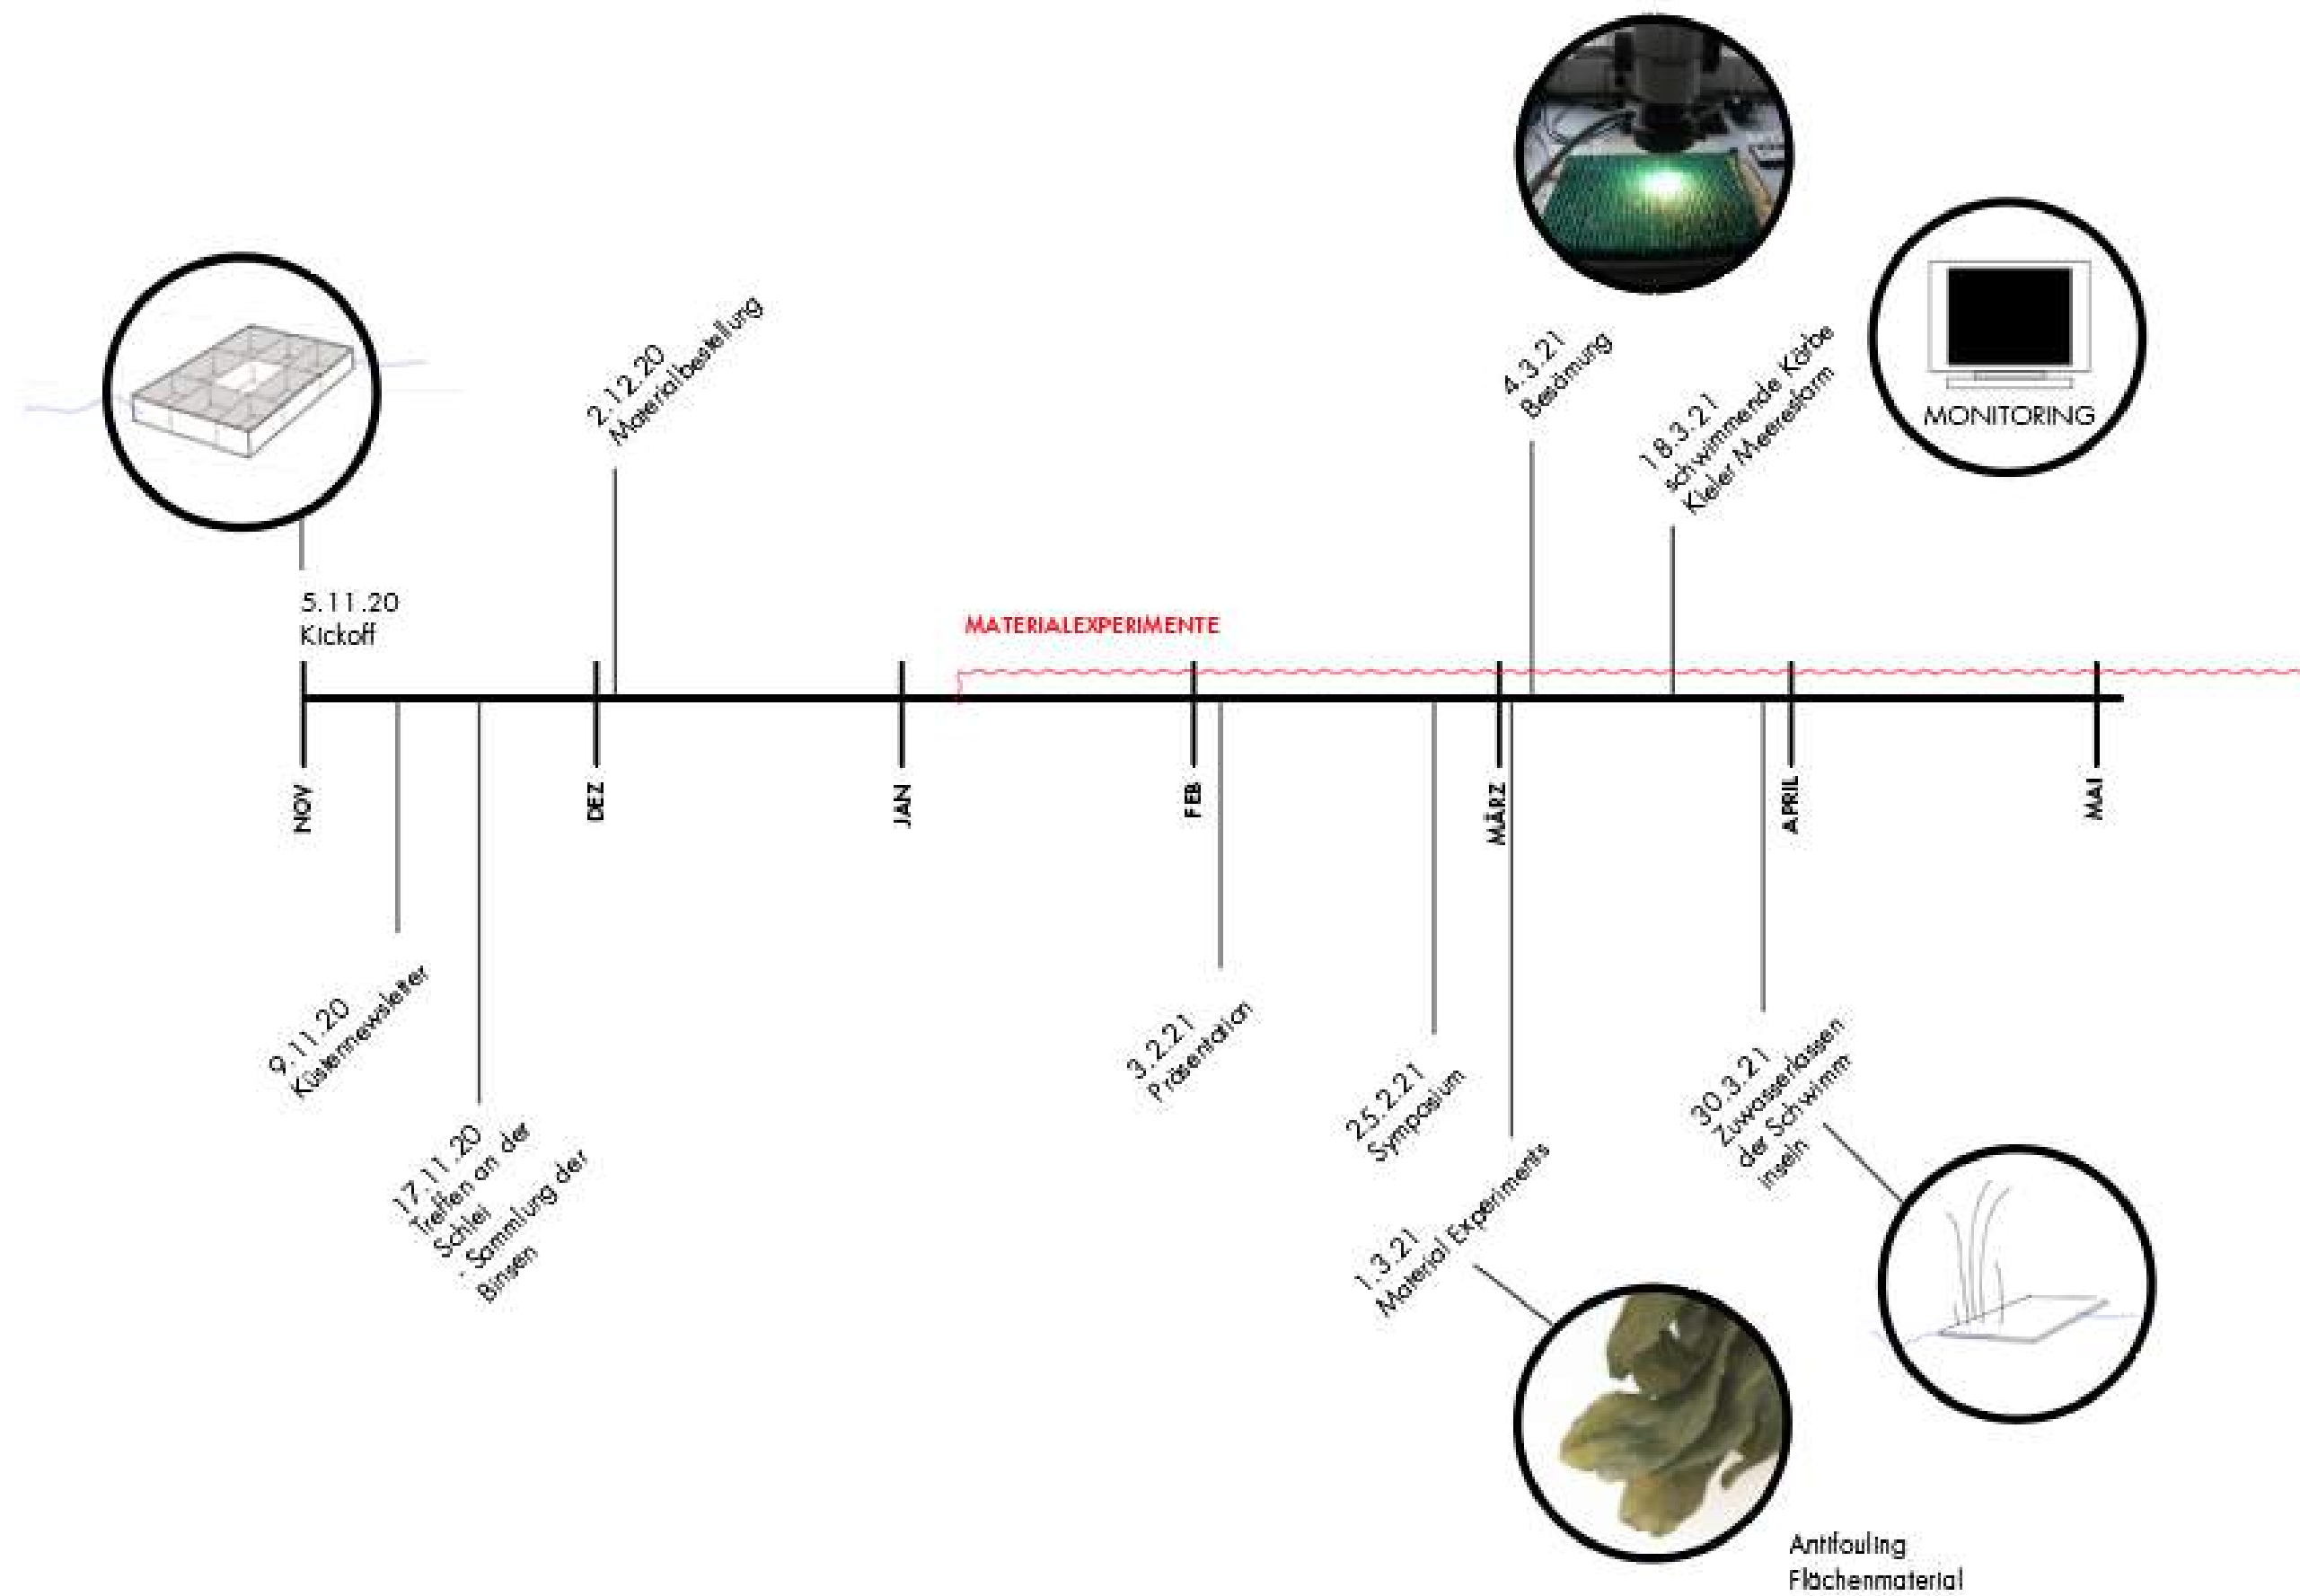 2.12.20
Materialbestellung
4.3.21
Besämung
18.3.21
schwimmende Körbe
Kieler Meeresfarm
MONITORING
5.11.20
Kickoff
MATERIALEXPERIMENTE
NOV
DEZ
JAN
FEB
MÄRZ
APRIL
MAI
9.11.20
Küstennewsletter
17.11.20
Treffen an der
Schlei
- Sammlung der
Binsen
3.2.21
Präsentation
25.2.21
Symposium
1.3.21
Material Experiments
30.3.21
Zuwasserlassen
der Schwimm
inseln
Antifouling
Flächenmaterial